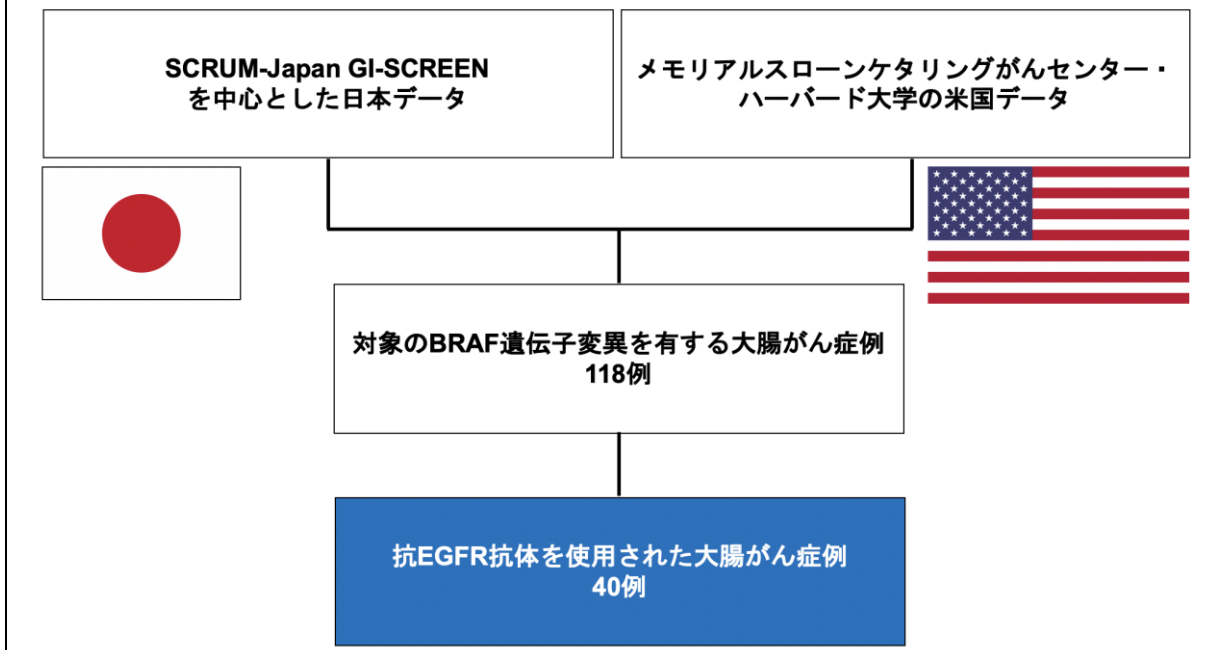 SCRUM-Japan GI-SCREEN
を中心とした日本データ
メモリアルスローンケタリングがんセンター・
ハーバード大学の米国データ
対象のBRAF遺伝子変異を有する大腸がん症例
118例
抗EGFR抗体を使用された大腸がん症例
40例